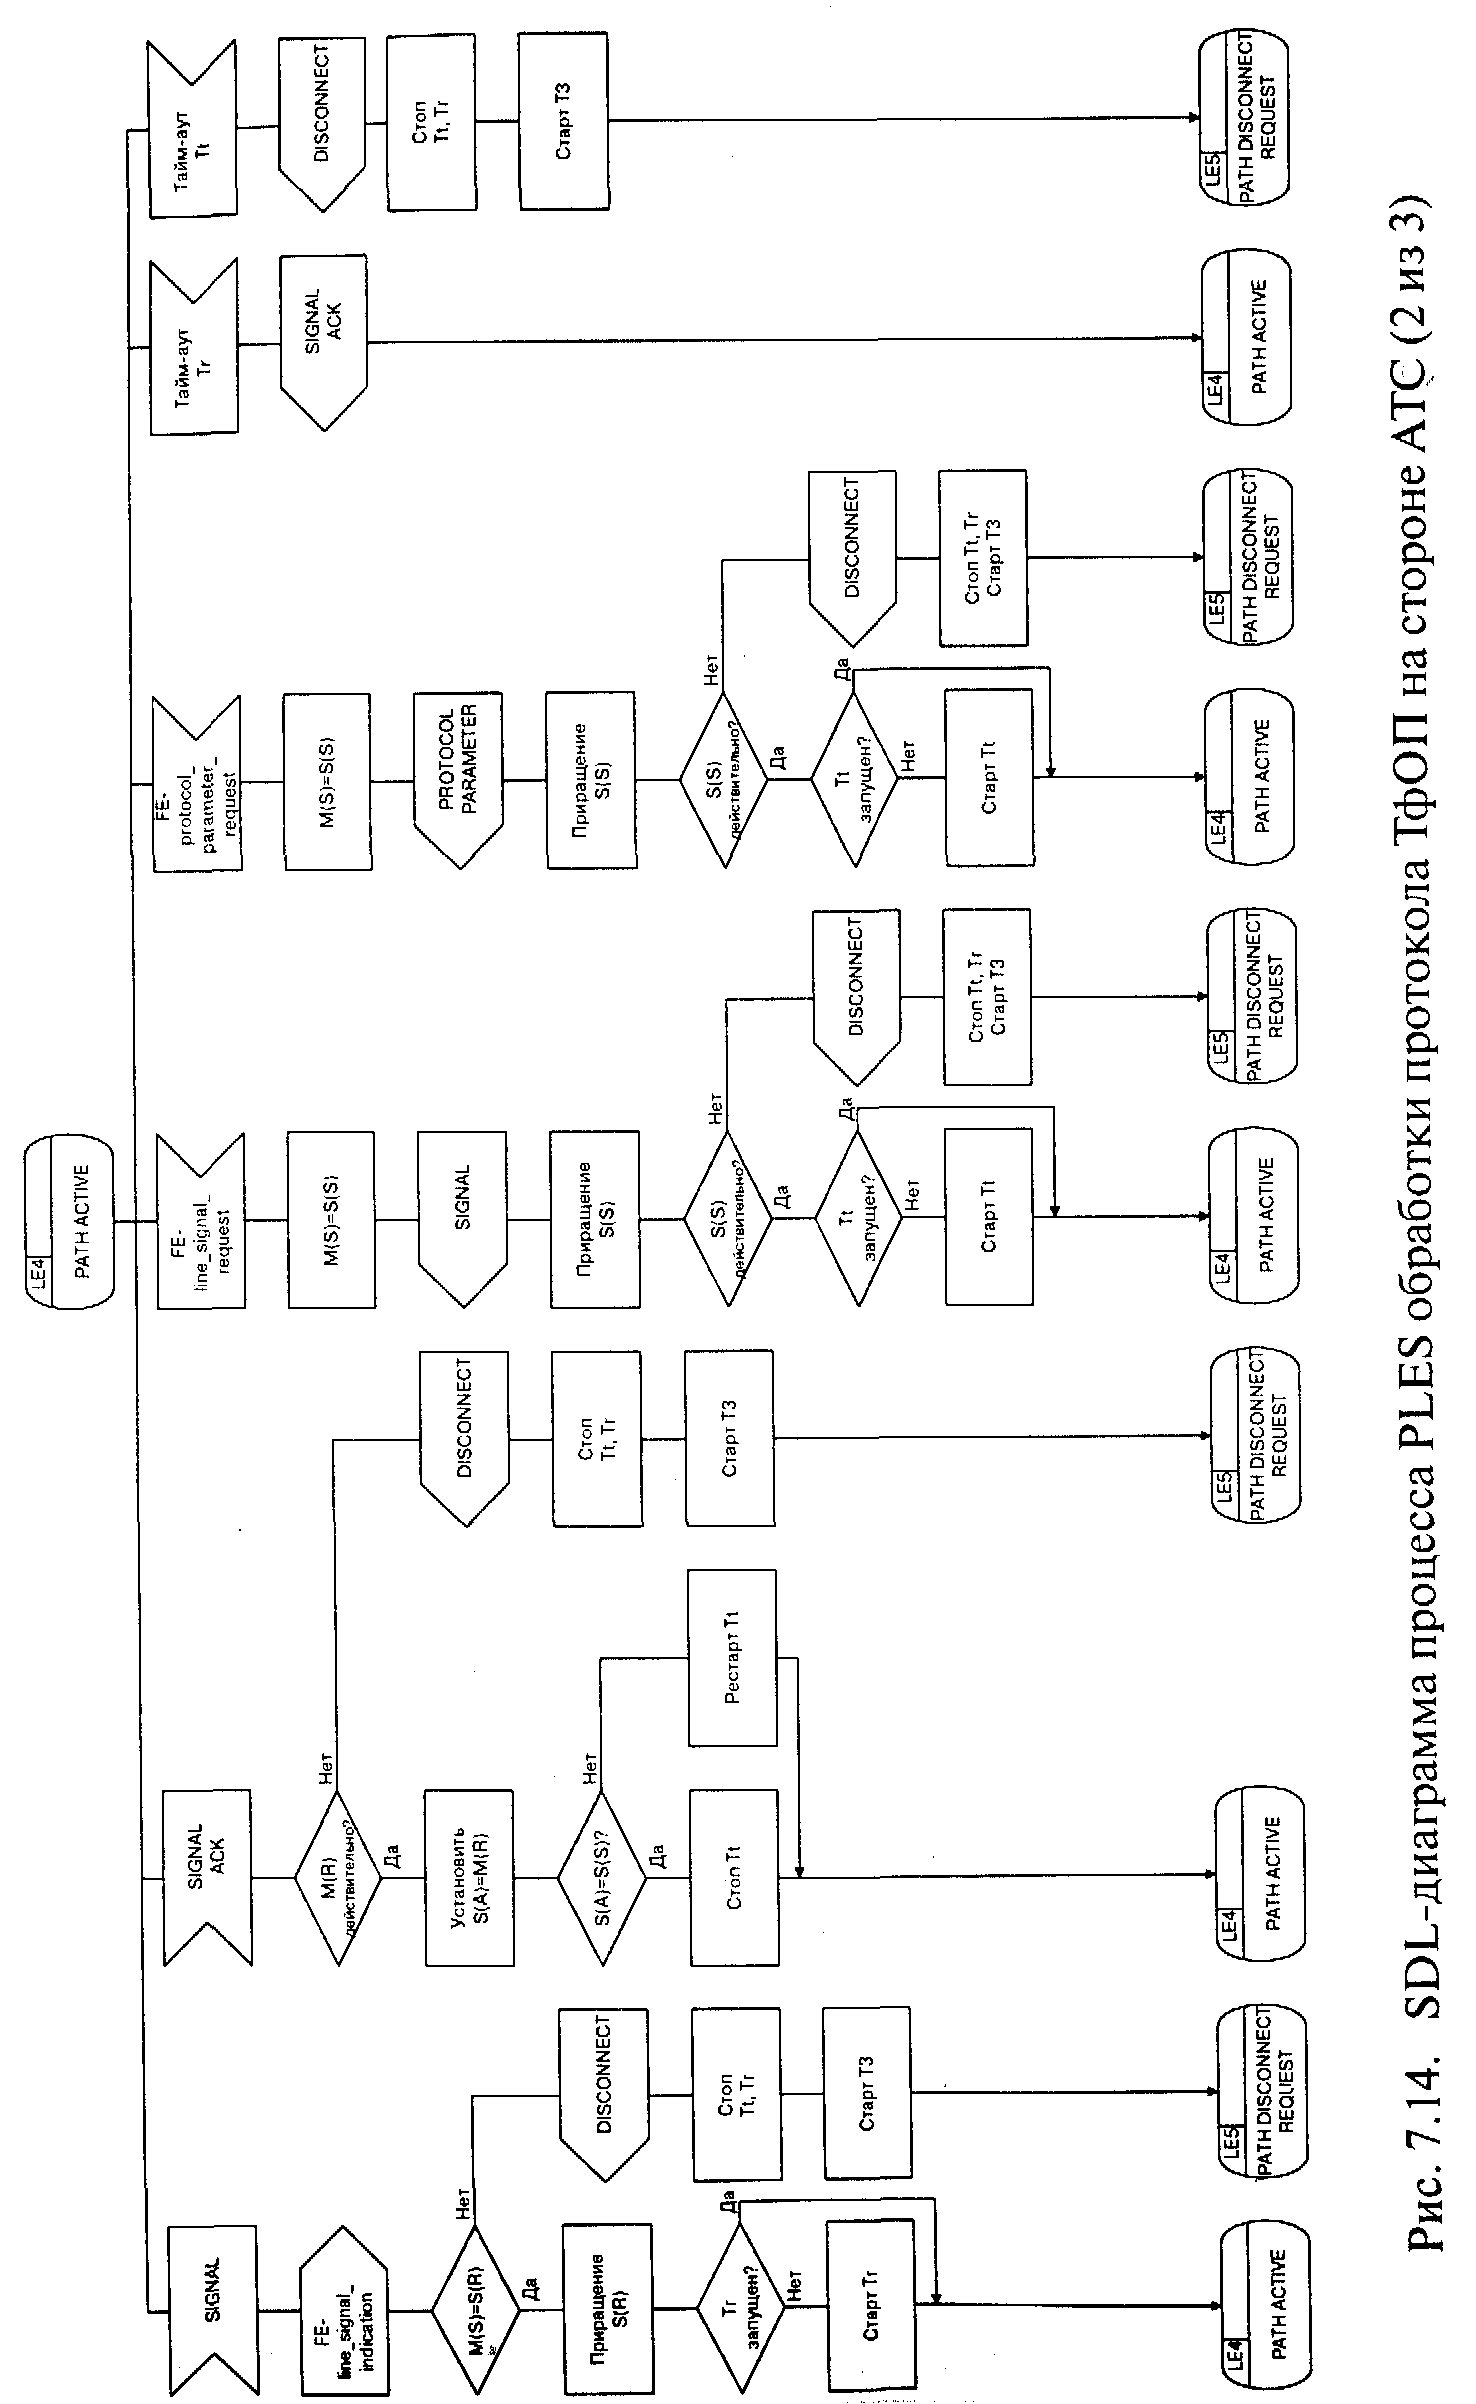 LE4
PATH ACTIVE
SIGNAL
FE-
line_signal_
indication
M(S)=S(R)
Нет
Да
Приращение
S(R)
Tr
запущен?
Да
Нет
Старт Tr
LE4
PATH ACTIVE
DISCONNECT
Стоп
Tt, Tr
Старт T3
LE5
PATH DISCONNECT
REQUEST
SIGNAL
ACK
M(R)
действительно?
Нет
Да
Установить
S(A)=M(R)
S(A)=S(S)?
Нет
Да
Стоп Tt
Рестарт Tt
LE4
PATH ACTIVE
DISCONNECT
Стоп
Tt, Tr
Старт T3
LE5
PATH DISCONNECT
REQUEST
FE-
line_signal_
request
M(S)=S(S)
SIGNAL
Приращение
S(S)
S(S)
действительно?
Нет
Да
Tt
запущен?
Да
Нет
Старт Tt
LE4
PATH ACTIVE
DISCONNECT
Стоп Tt, Tr
Старт T3
LE5
PATH DISCONNECT
REQUEST
FE-
protocol_
parameter_
request
M(S)=S(S)
PROTOCOL
PARAMETER
Приращение
S(S)
S(S)
действительно?
Нет
Да
Tt
запущен?
Да
Нет
Старт Tt
LE4
PATH ACTIVE
DISCONNECT
Стоп Tt, Tr
Старт T3
LE5
PATH DISCONNECT
REQUEST
Тайм-аут
Tr
SIGNAL
ACK
LE4
PATH ACTIVE
Тайм-аут
Tt
DISCONNECT
Стоп
Tt, Tr
Старт T3
LE5
PATH DISCONNECT
REQUEST
Рис. 7.14. SDL-диаграмма процесса PLES обработки протокола ТфОП на стороне АТС (2 из 3)